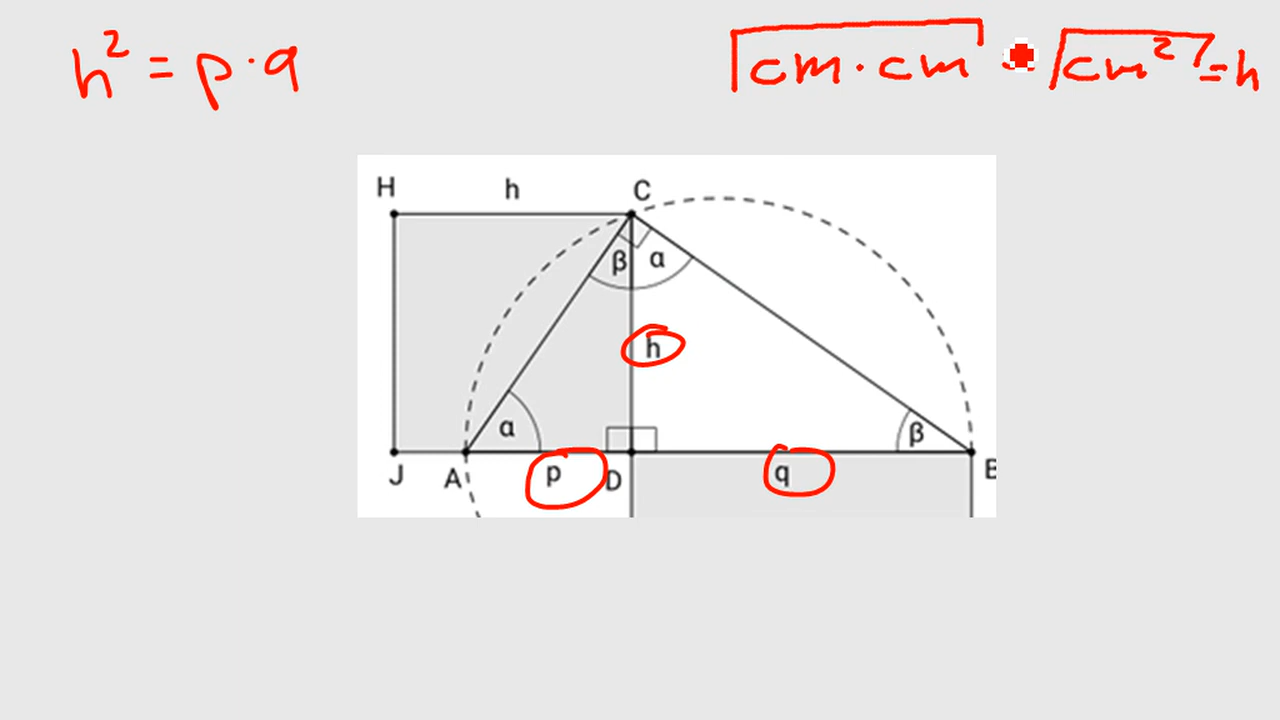 h² = p · q
√cm · cm = √cm² = h
H h C
β α
h
α β
J A p D q B